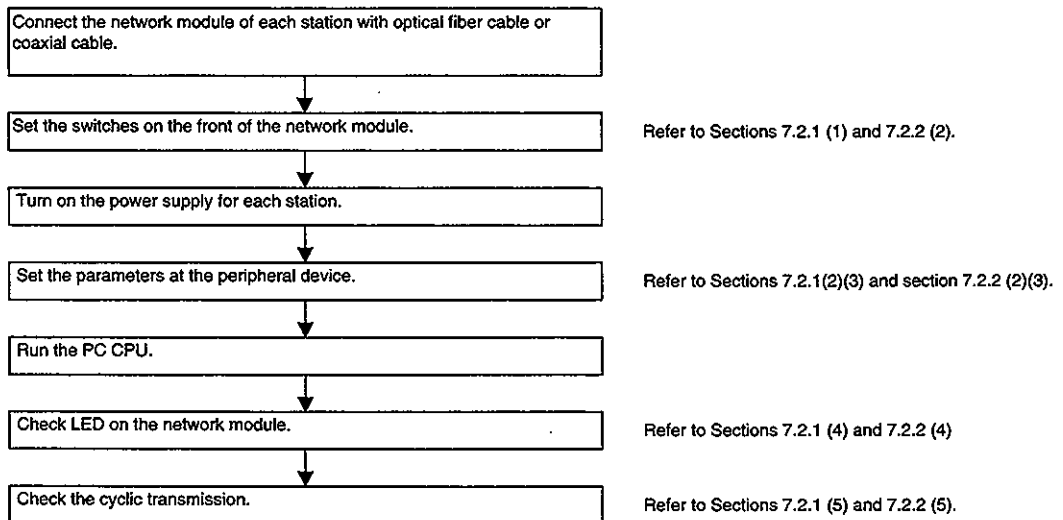 Connect the network module of each station with optical fiber cable or
coaxial cable.
Set the switches on the front of the network module.
Refer to Sections 7.2.1 (1) and 7.2.2 (2).
Turn on the power supply for each station.
Set the parameters at the peripheral device.
Refer to Sections 7.2.1(2)(3) and section 7.2.2 (2)(3).
Run the PC CPU.
Check LED on the network module.
Refer to Sections 7.2.1 (4) and 7.2.2 (4)
Check the cyclic transmission.
Refer to Sections 7.2.1 (5) and 7.2.2 (5).